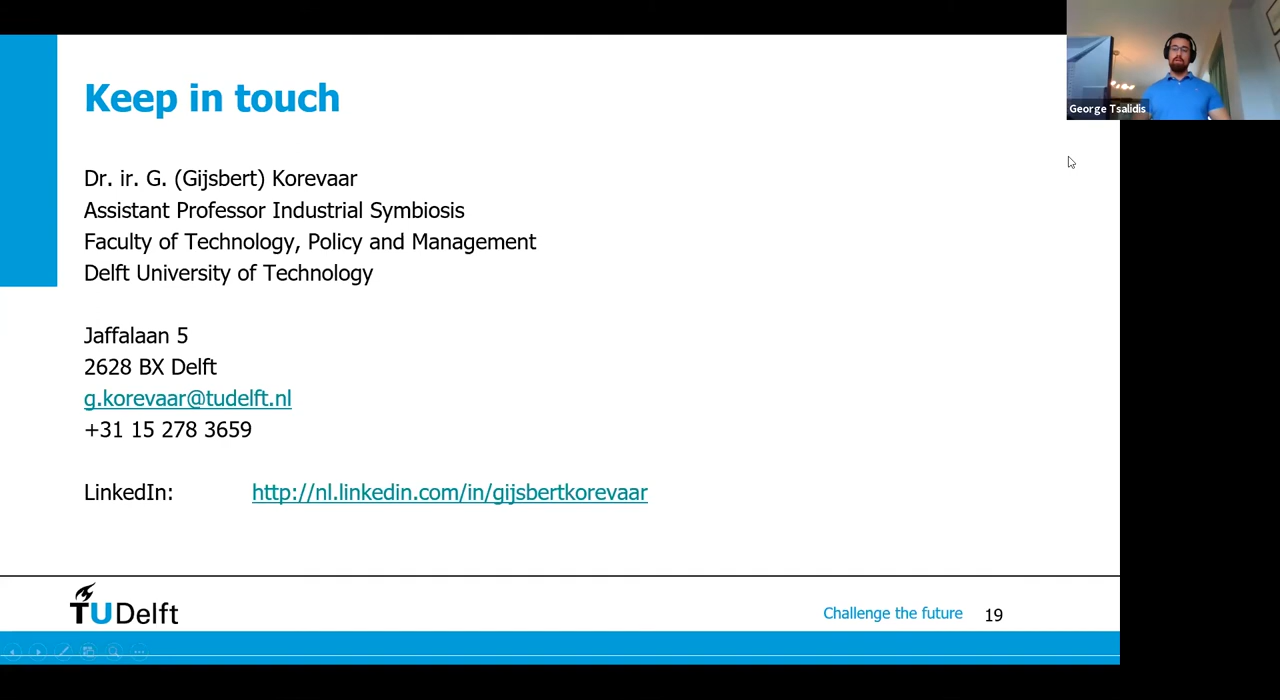 George Tsalidis
Keep in touch
Dr. ir. G. (Gijsbert) Korevaar
Assistant Professor Industrial Symbiosis
Faculty of Technology, Policy and Management
Delft University of Technology
Jaffalaan 5
2628 BX Delft
g.korevaar@tudelft.nl
+31 15 278 3659
LinkedIn: http://nl.linkedin.com/in/gijsbertkorevaar
TUDelft
Challenge the future 19